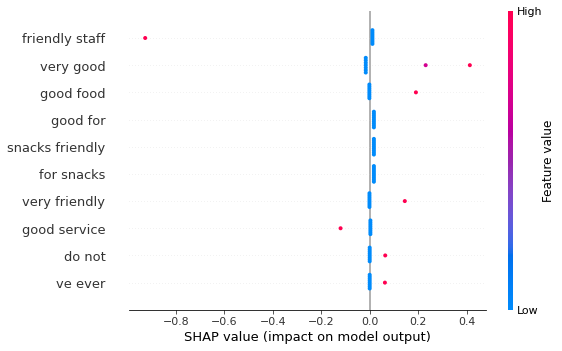 High
friendly staff
very good
good food
good for
snacks friendly
for snacks
very friendly
good service
do not
ve ever
Feature value
Low
−0.8 −0.6 −0.4 −0.2 0.0 0.2 0.4
SHAP value (impact on model output)